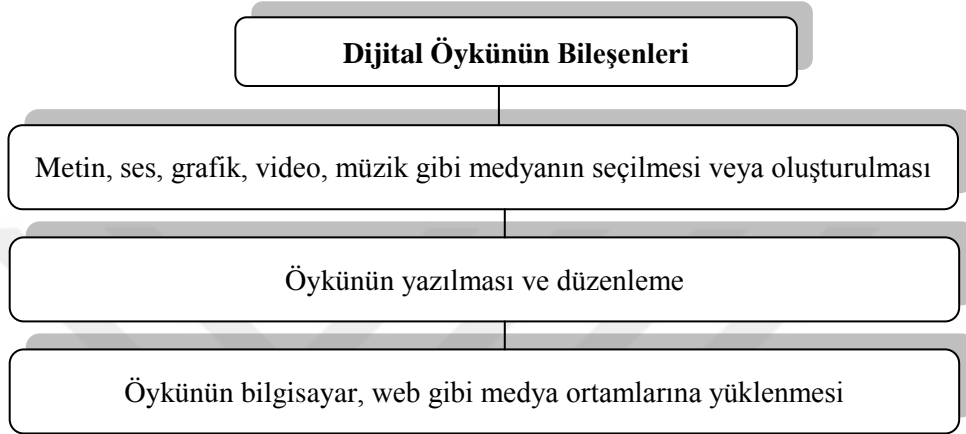 Dijital Öykünün Bileşenleri
Metin, ses, grafik, video, müzik gibi medyanın seçilmesi veya oluşturulması
Öykünün yazılması ve düzenleme
Öykünün bilgisayar, web gibi medya ortamlarına yüklenmesi